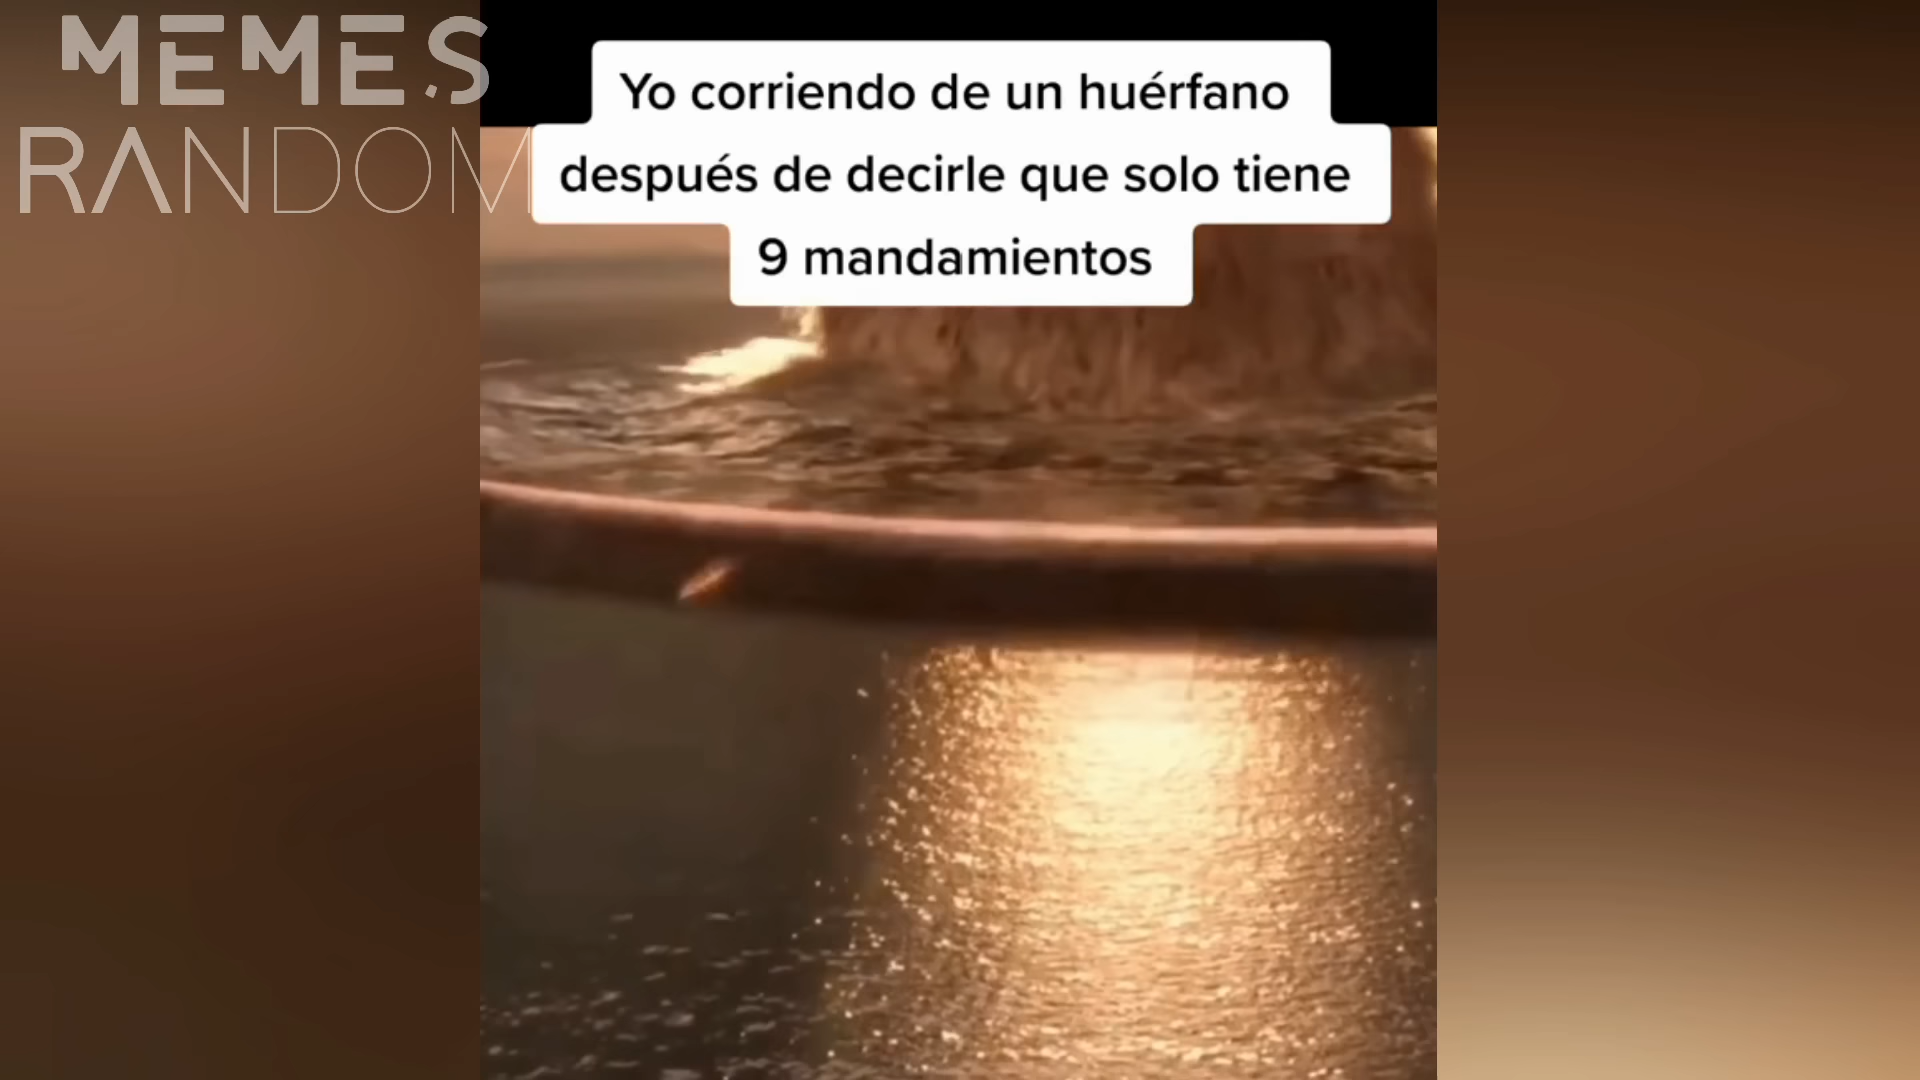 MEMES
RANDOM
Yo corriendo de un huérfano
después de decirle que solo tiene
9 mandamientos